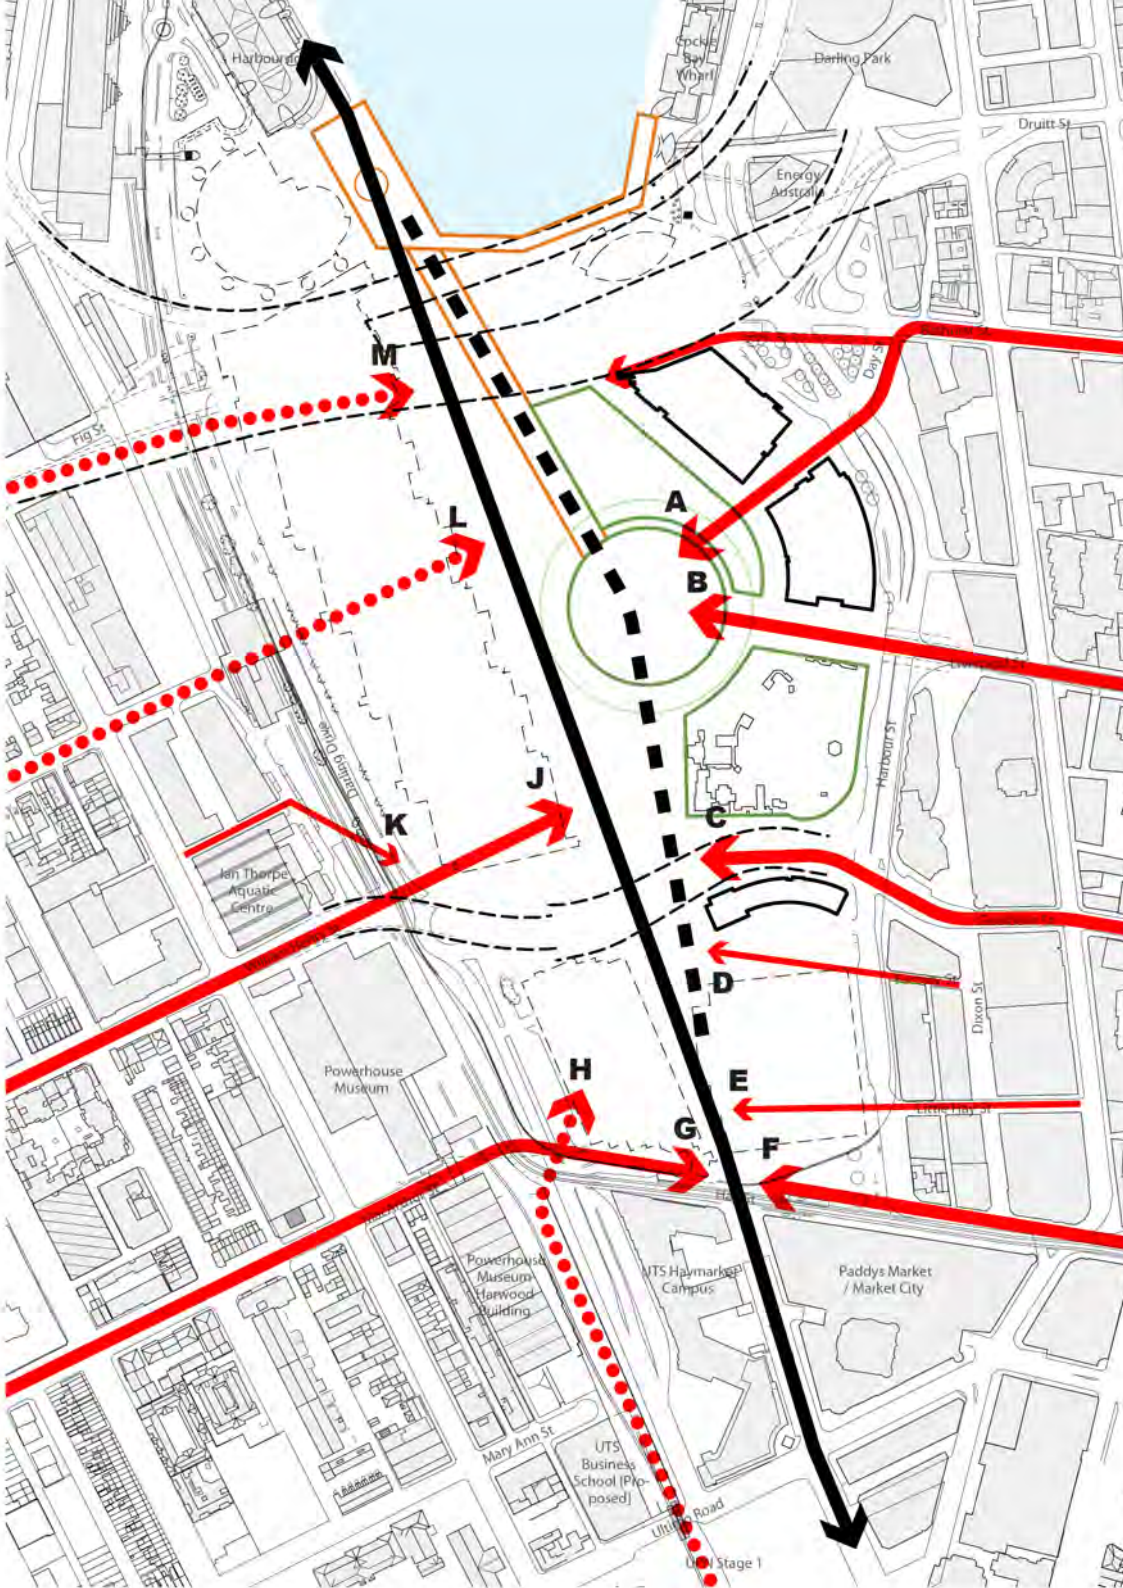 Harbourside
Cockle
Bay
Wharf
Darling Park
Druitt St
Energy
Australia
Bathurst St
Day St
M
Fig St
L
A
B
Liverpool St
Harbour St
Darling Drive
J
C
K
Ian Thorpe
Aquatic
Centre
Goulburn St
William Henry St
D
Dixon St
Powerhouse
Museum
H
E
Little Hay St
G
F
Hay St
Powerhouse
Museum
Harwood
Building
UTS Haymarket
Campus
Paddys Market
/ Market City
Mary Ann St
UTS
Business
School [Pro-
posed]
Ultimo Road
Stage 1